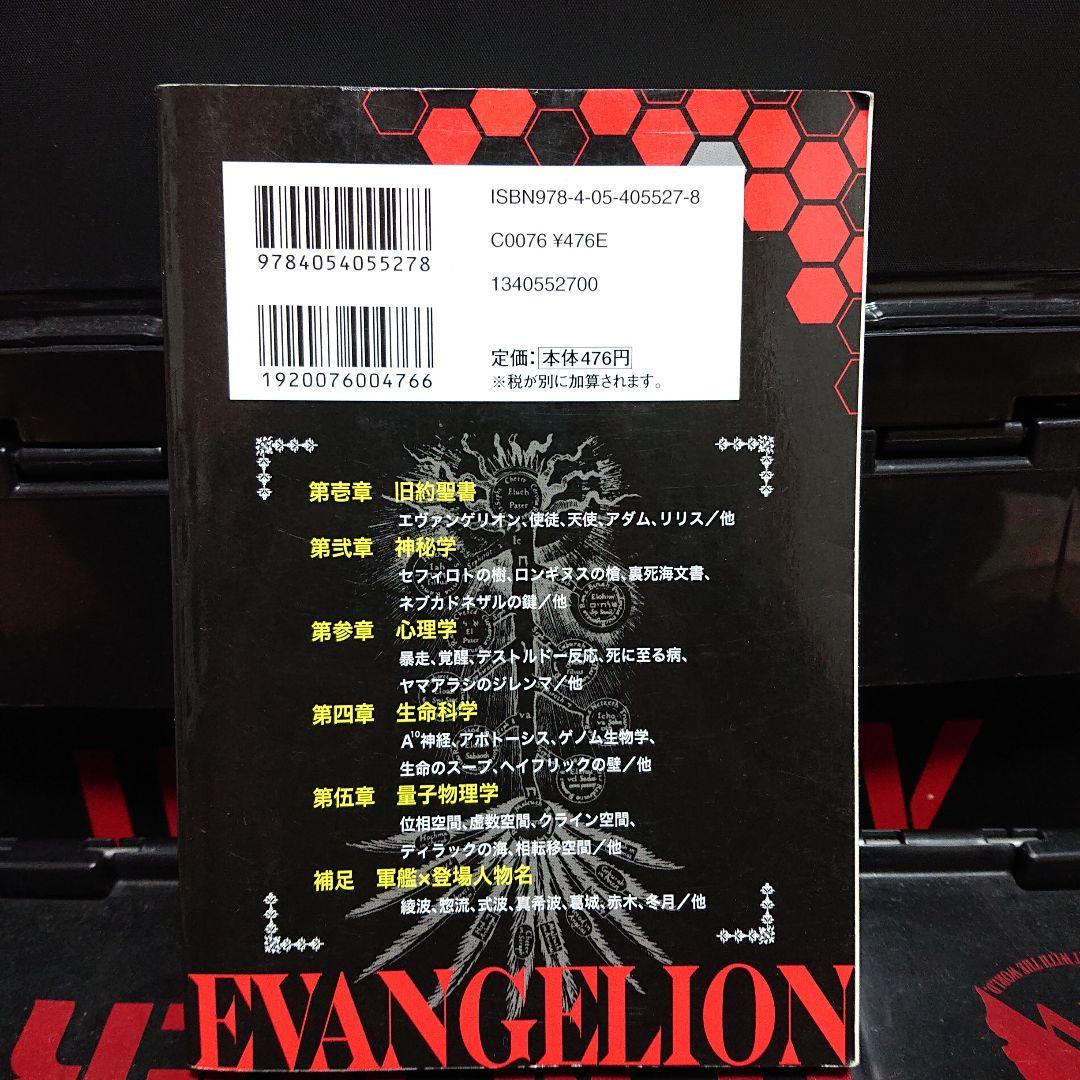 ISBN978-4-05-405527-8
C0076 ¥476E
1340552700
9784054055278
1920076004766
定価：本体476円
※税が別に加算されます。
第壱章　旧約聖書
エヴァンゲリオン、使徒、天使、アダム、リリス／他
第弐章　神秘学
セフィロトの樹、ロンギヌスの槍、裏死海文書、
ネブカドネザルの鍵／他
第参章　心理学
暴走、覚醒、デストルドー反応、死に至る病、
ヤマアラシのジレンマ／他
第四章　生命科学
A¹⁰神経、アポトーシス、ゲノム生物学、
生命のスープ、ヘイフリックの壁／他
第伍章　量子物理学
位相空間、虚数空間、クライン空間、
ディラックの海、相転移空間／他
補足　軍艦×登場人物名
綾波、惣流、式波、真希波、葛城、赤木、冬月／他
EVANGELION